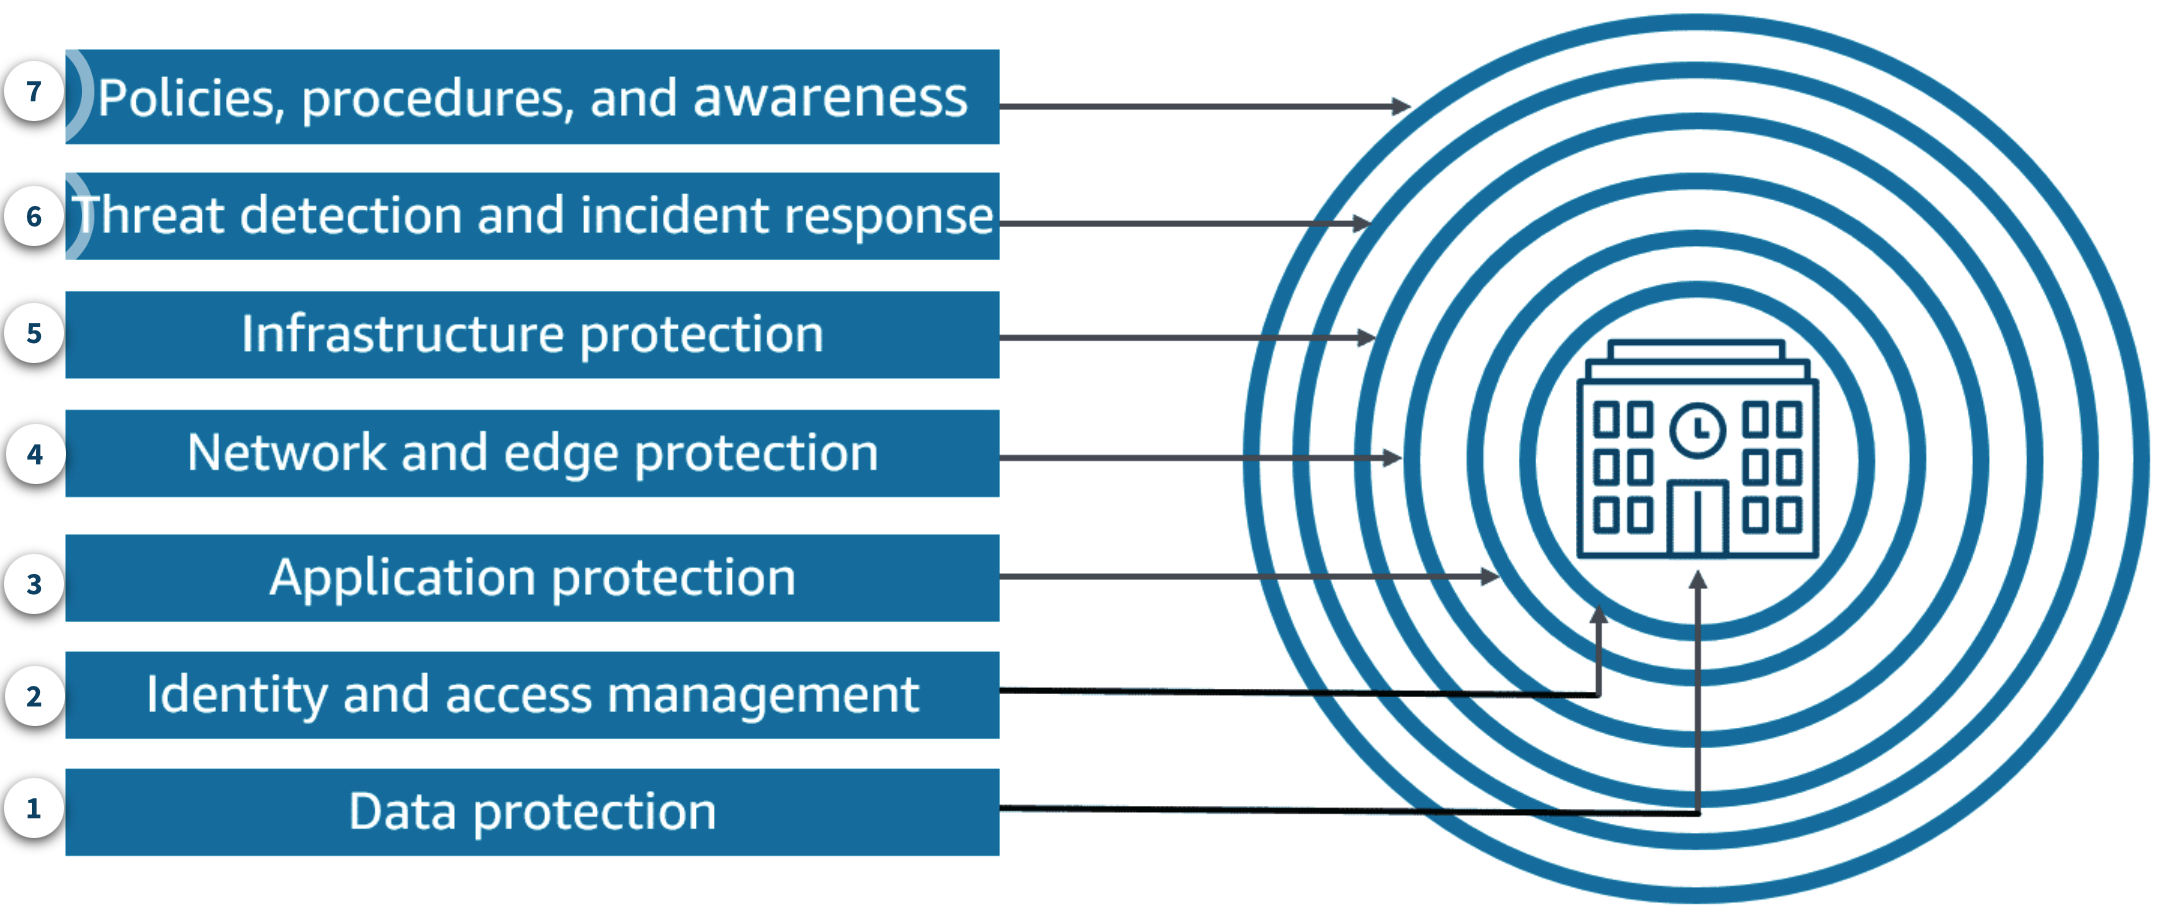 7 Policies, procedures, and awareness
6 Threat detection and incident response
5 Infrastructure protection
4 Network and edge protection
3 Application protection
2 Identity and access management
1 Data protection